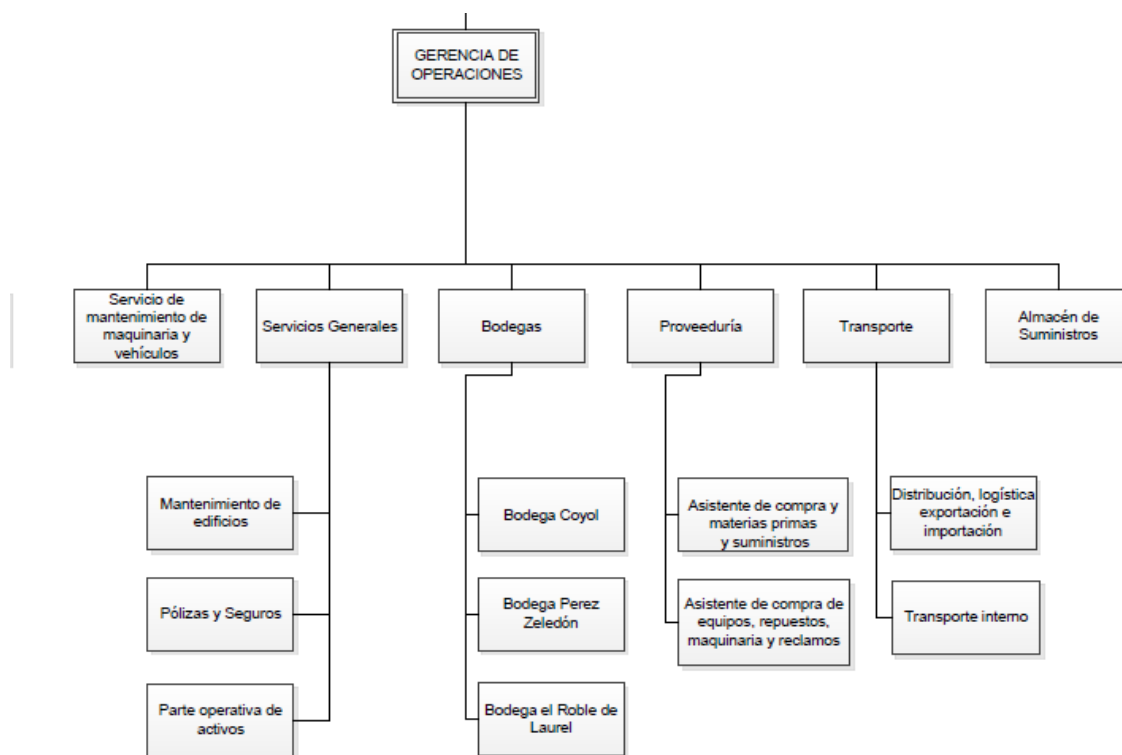 GERENCIA DE
OPERACIONES
Servicio de
mantenimiento de
maquinaria y
vehículos
Servicios Generales
Bodegas
Proveeduría
Transporte
Almacén de
Suministros
Mantenimiento de
edificios
Bodega Coyol
Asistente de compra y
materias primas
y suministros
Distribución, logística
exportación e
importación
Pólizas y Seguros
Bodega Perez
Zeledón
Asistente de compra de
equipos, repuestos,
maquinaria y reclamos
Transporte interno
Parte operativa de
activos
Bodega el Roble de
Laurel